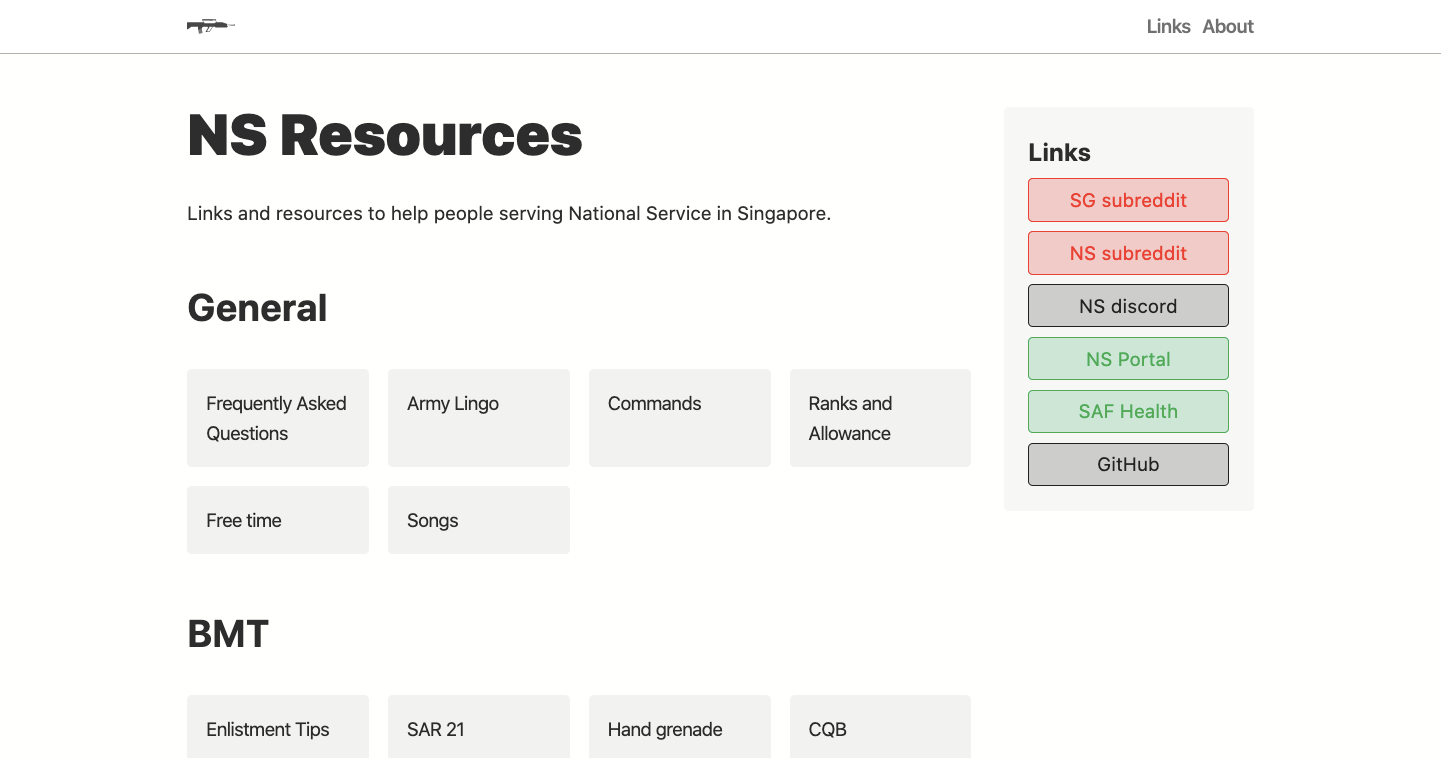 Links About
NS Resources
Links and resources to help people serving National Service in Singapore.
General
Frequently Asked
Questions
Army Lingo
Commands
Ranks and
Allowance
Free time
Songs
BMT
Enlistment Tips
SAR 21
Hand grenade
CQB
Links
SG subreddit
NS subreddit
NS discord
NS Portal
SAF Health
GitHub